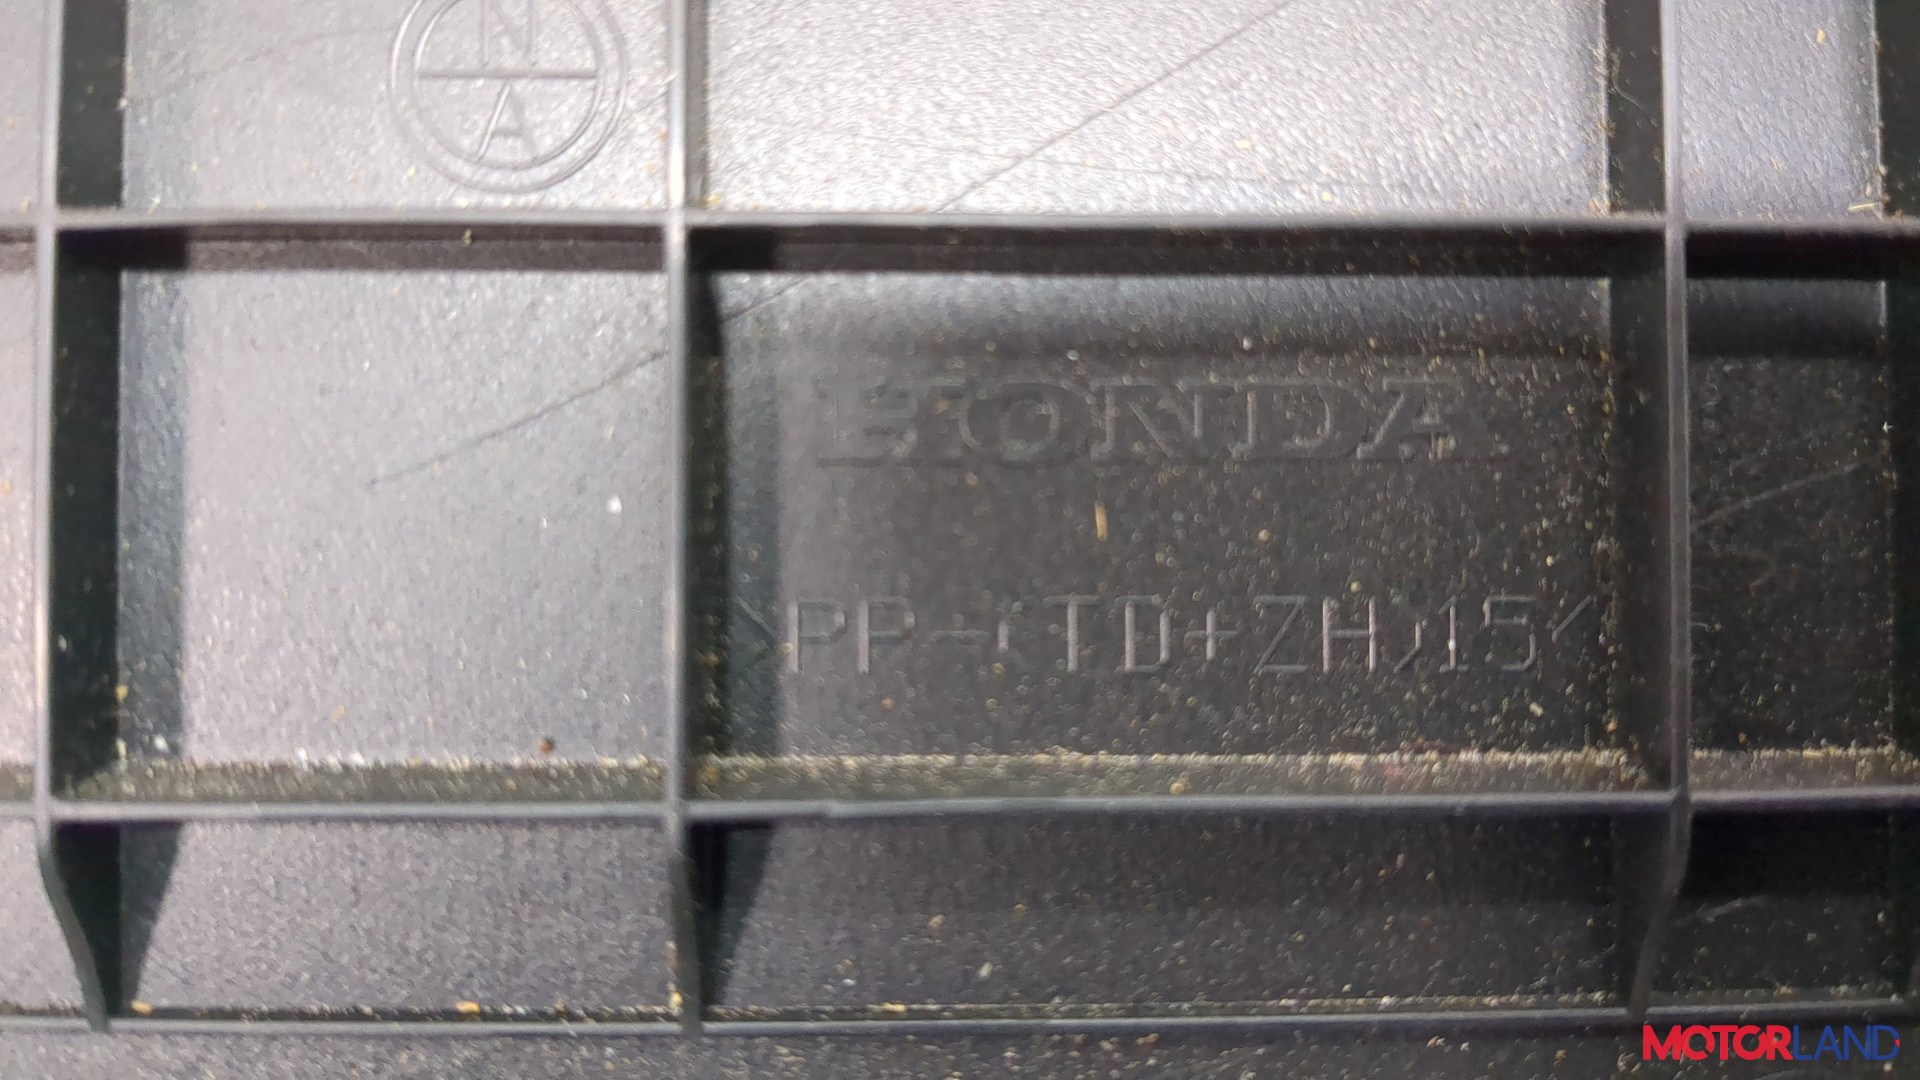 N
A
HONDA
>PP-(TD+ZH)15<
MOTORLAND